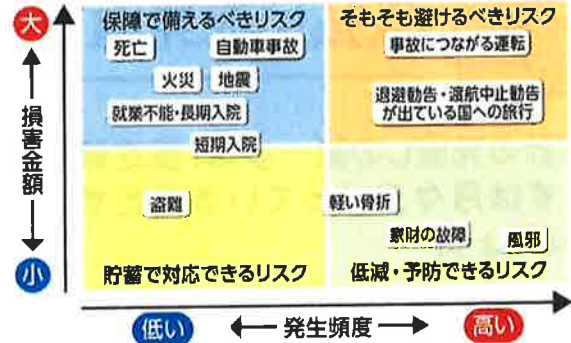 大
損害金額
小
保障で備えるべきリスク
死亡
自動車事故
火災
地震
就業不能・長期入院
短期入院
そもそも避けるべきリスク
事故につながる運転
退避勧告・渡航中止勧告
が出ている国への旅行
盗難
貯蓄で対応できるリスク
軽い骨折
家財の故障
風邪
低減・予防できるリスク
低い
発生頻度
高い